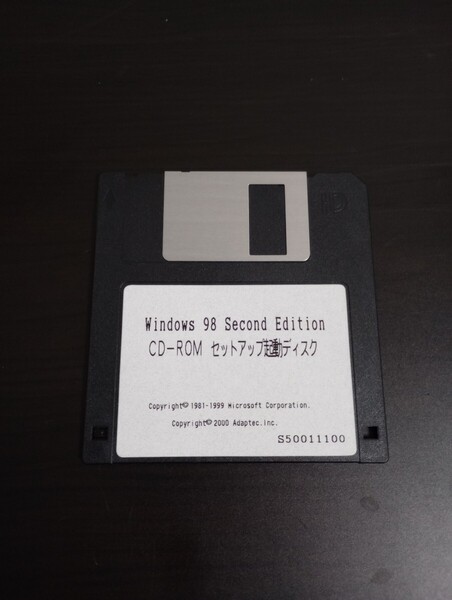 Windows 98 Second Edition
CD-ROM セットアップ起動ディスク
Copyright© 1981-1999 Microsoft Corporation.
Copyright© 2000 Adaptec.Inc.
S50011100